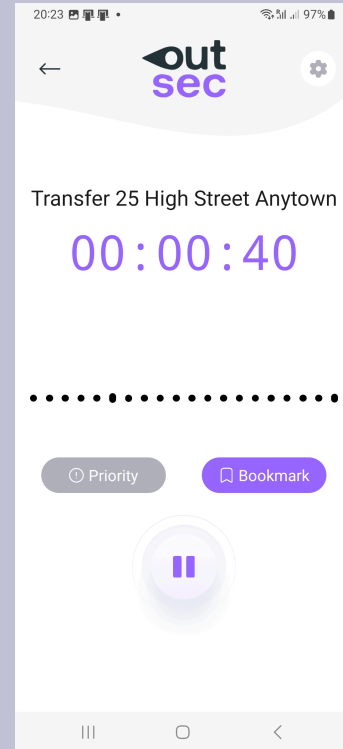 20:23 97%
out
sec
Transfer 25 High Street Anytown
00:00:40
Priority
Bookmark